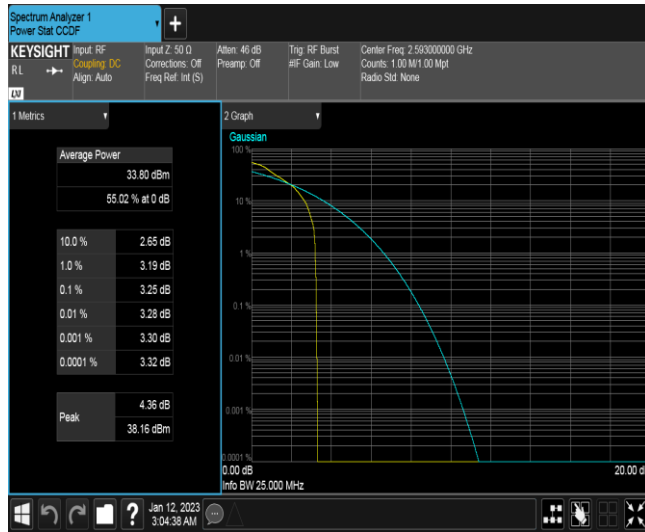 Spectrum Analyzer 1
Power Stat CCDF
+
KEYSIGHT
RL
LXI
Input: RF
Coupling: DC
Align: Auto
Input Z: 50 Ω
Corrections: Off
Freq Ref: Int (S)
Atten: 46 dB
Preamp: Off
Trig: RF Burst
#IF Gain: Low
Center Freq: 2.593000000 GHz
Counts: 1.00 M/1.00 Mpt
Radio Std: None
1 Metrics
Average Power
33.80 dBm
55.02 % at 0 dB
10.0 % 2.65 dB
1.0 % 3.19 dB
0.1 % 3.25 dB
0.01 % 3.28 dB
0.001 % 3.30 dB
0.0001 % 3.32 dB
Peak
4.36 dB
38.16 dBm
2 Graph
Gaussian
100 %
10 %
1 %
0.1 %
0.01 %
0.001 %
0.0001 %
0.00 dB
20.00 d
Info BW 25.000 MHz
?
Jan 12, 2023
3:04:38 AM